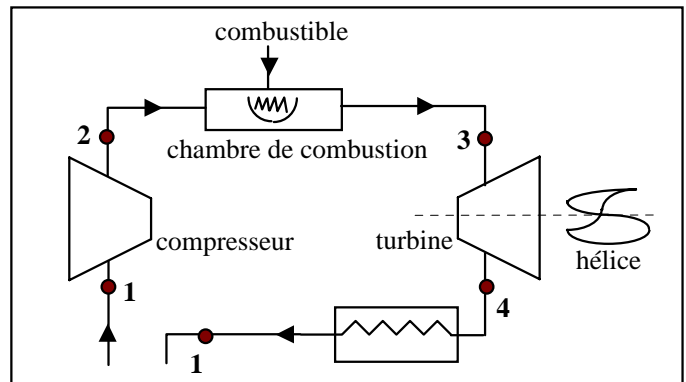 combustible
2
chambre de combustion
3
compresseur
turbine
hélice
1
4
1